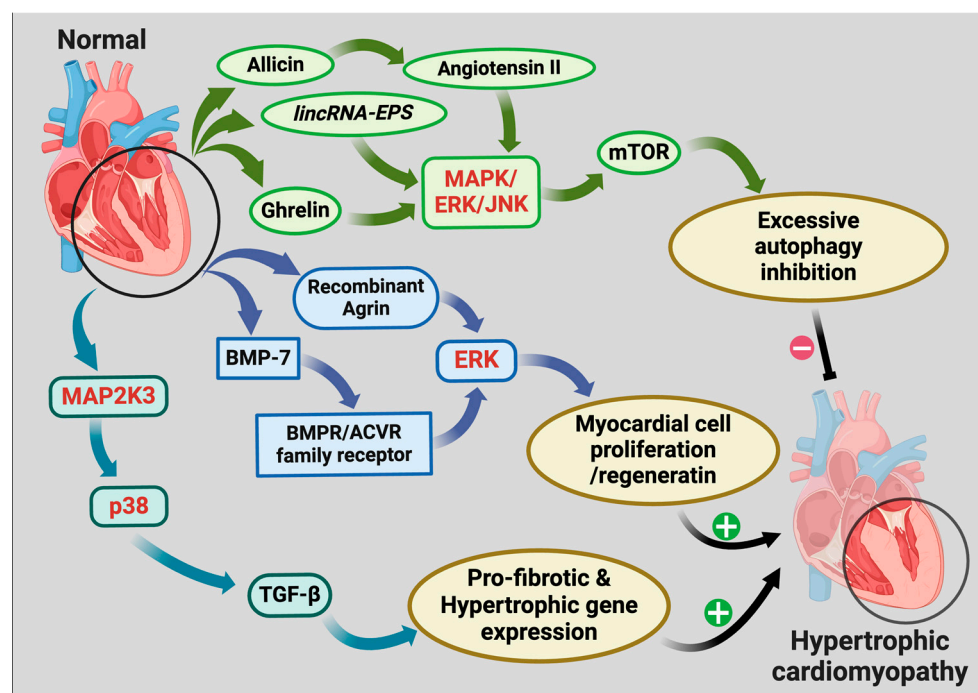 Normal
Allicin
Angiotensin II
lincRNA-EPS
Ghrelin
MAPK/
ERK/JNK
mTOR
Excessive
autophagy
inhibition
Recombinant
Agrin
BMP-7
ERK
BMPR/ACVR
family receptor
Myocardial cell
proliferation
/regeneratin
MAP2K3
p38
TGF-β
Pro-fibrotic &
Hypertrophic gene
expression
Hypertrophic
cardiomyopathy